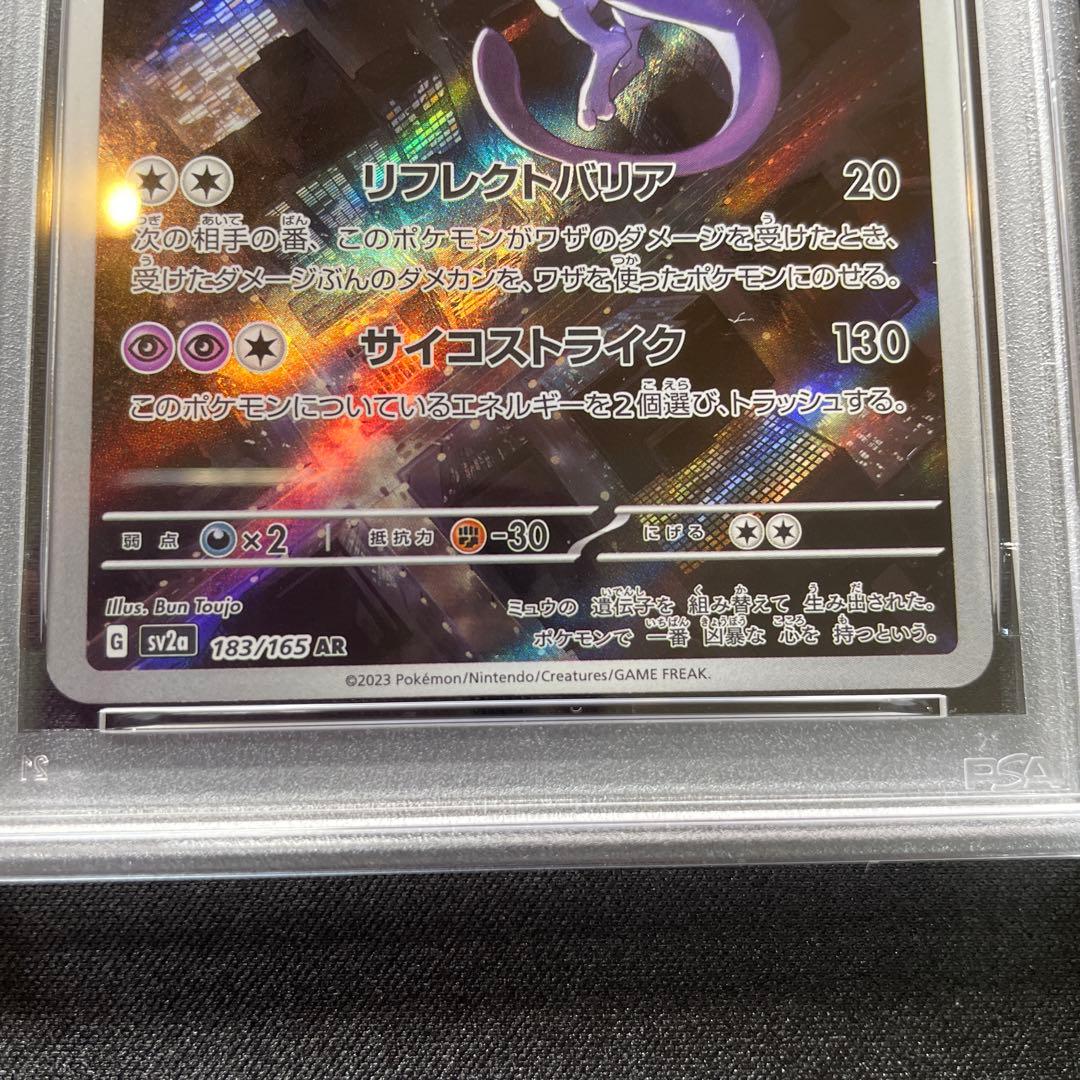 リフレクトバリア 20
次の相手の番、このポケモンがワザのダメージを受けたとき、
受けたダメージぶんのダメカンを、ワザを使ったポケモンにのせる。
サイコストライク 130
このポケモンについているエネルギーを2個選び、トラッシュする。
弱点 ×2 抵抗力 -30 にげる
Illus. Bun Toujo
ミュウの 遺伝子を 組み替えて 生み出された。
ポケモンで 一番 凶暴な 心を 持つという。
G sv2a 183/165 AR
©2023 Pokémon/Nintendo/Creatures/GAME FREAK.
PSA